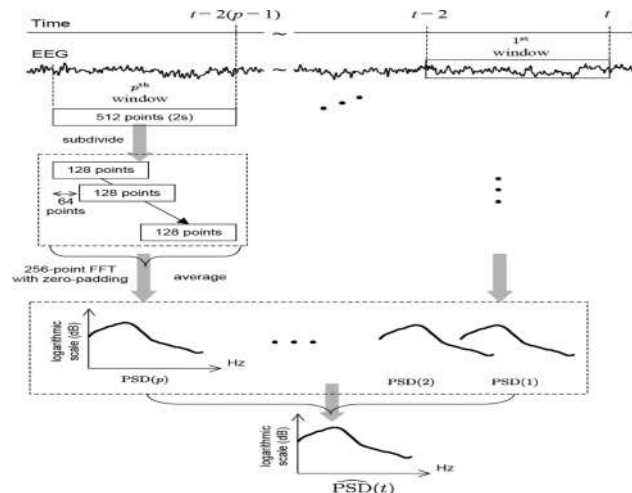 t−2(p−1) t−2 t
Time
~
EEG
1st
window
~
pth
window
512 points (2s)
subdivide
128 points
128 points
64
points
128 points
256-point FFT
with zero-padding
average
logarithmic
scale (dB)
Hz
PSD(p) PSD(2) PSD(1)
logarithmic
scale (dB)
Hz
P͡SD(t)